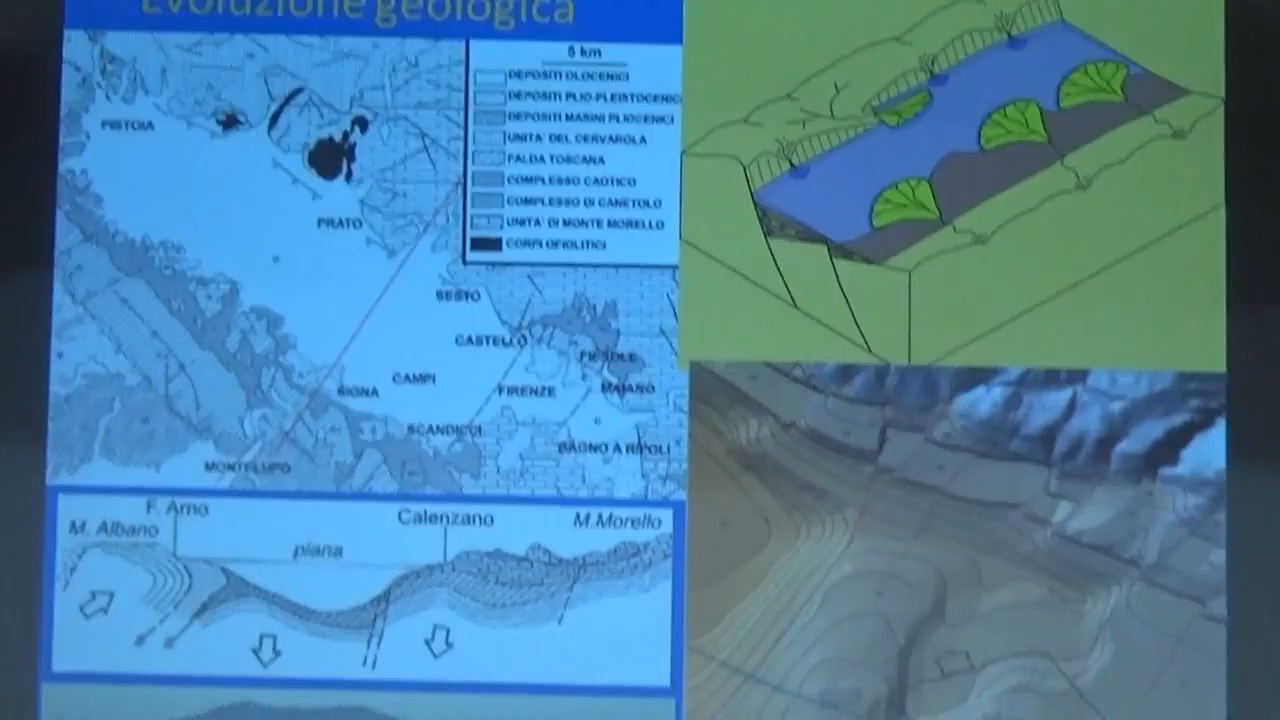 Evoluzione geologica
5 km
DEPOSITI OLOCENICI
DEPOSITI PLIO-PLEISTOCENIC
DEPOSITI MARINI PLIOCENICI
UNITA' DEL CERVAROLA
FALDA TOSCANA
COMPLESSO CAOTICO
COMPLESSO DI CANETOLO
UNITA' DI MONTE MORELLO
CORPI OFIOLITICI
PISTOIA
PRATO
SESTO
CASTELLO
FIESOLE
SIGNA
CAMPI
FIRENZE
MAIANO
SCANDICCI
BAGNO A RIPOLI
MONTELUPO
F. Arno
M. Albano
Calenzano
M.Morello
piana